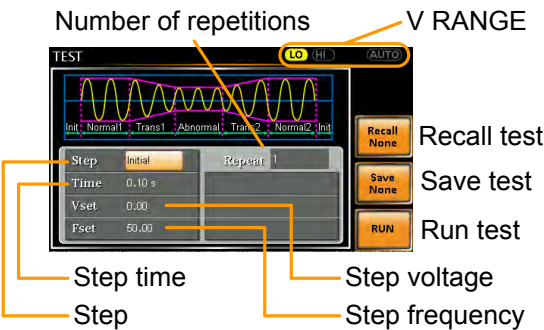 Number of repetitions
V RANGE
TEST
LO HI AUTO
Init Normal1 Trans1 Abnormal Trans2 Normal2 Init
Recall None
Recall test
Step Initial Repeat 1
Time 0.10 s
Save None
Save test
Vset 0.00
Fset 50.00
RUN
Run test
Step time
Step voltage
Step
Step frequency